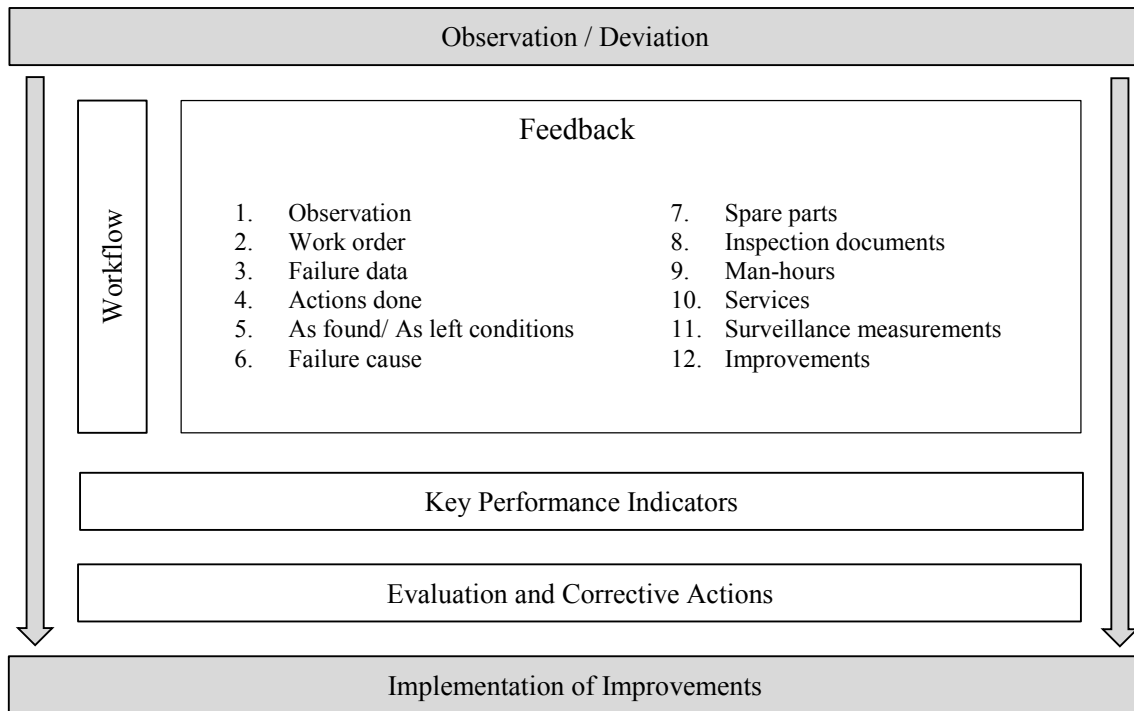 Observation / Deviation
Workflow
Feedback
1. Observation
2. Work order
3. Failure data
4. Actions done
5. As found/ As left conditions
6. Failure cause
7. Spare parts
8. Inspection documents
9. Man-hours
10. Services
11. Surveillance measurements
12. Improvements
Key Performance Indicators
Evaluation and Corrective Actions
Implementation of Improvements